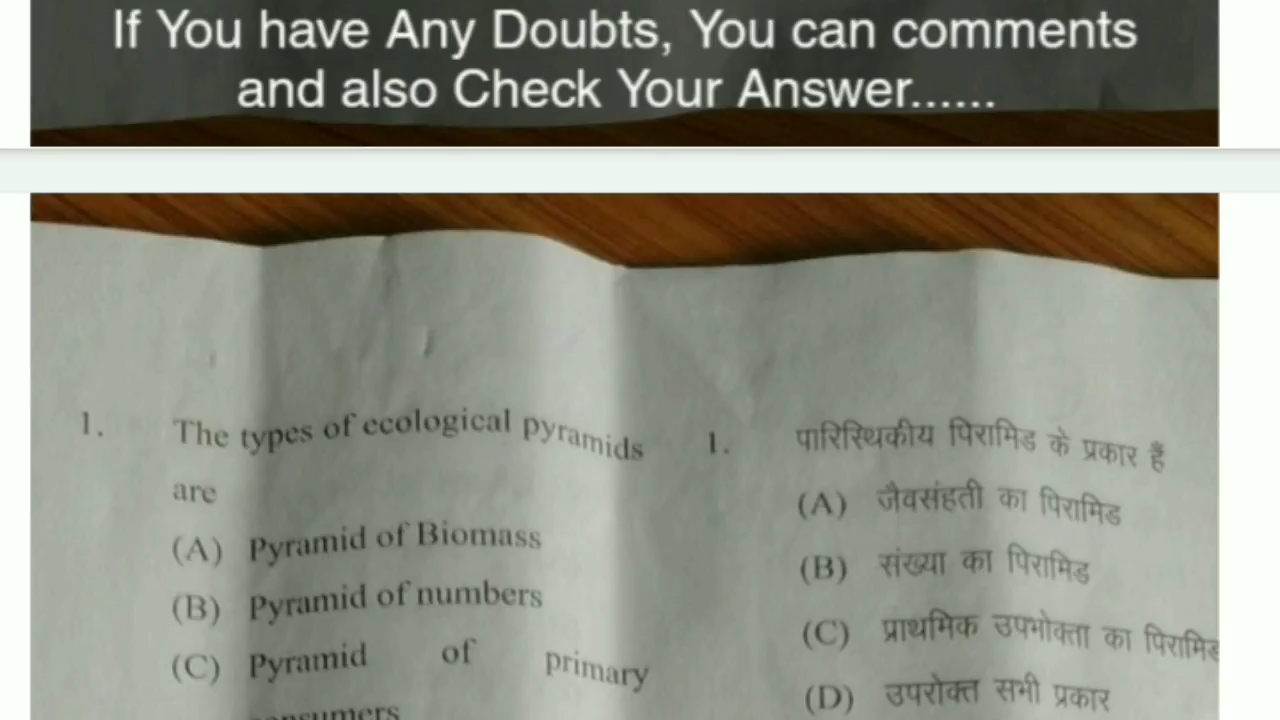 If You have Any Doubts, You can comments
and also Check Your Answer......
1. The types of ecological pyramids
are
(A) Pyramid of Biomass
(B) Pyramid of numbers
(C) Pyramid of primary
1. पारिस्थिकीय पिरामिड के प्रकार हैं
(A) जैवसंहती का पिरामिड
(B) संख्या का पिरामिड
(C) प्राथमिक उपभोक्ता का पिरामिड
(D) उपरोक्त सभी प्रकार